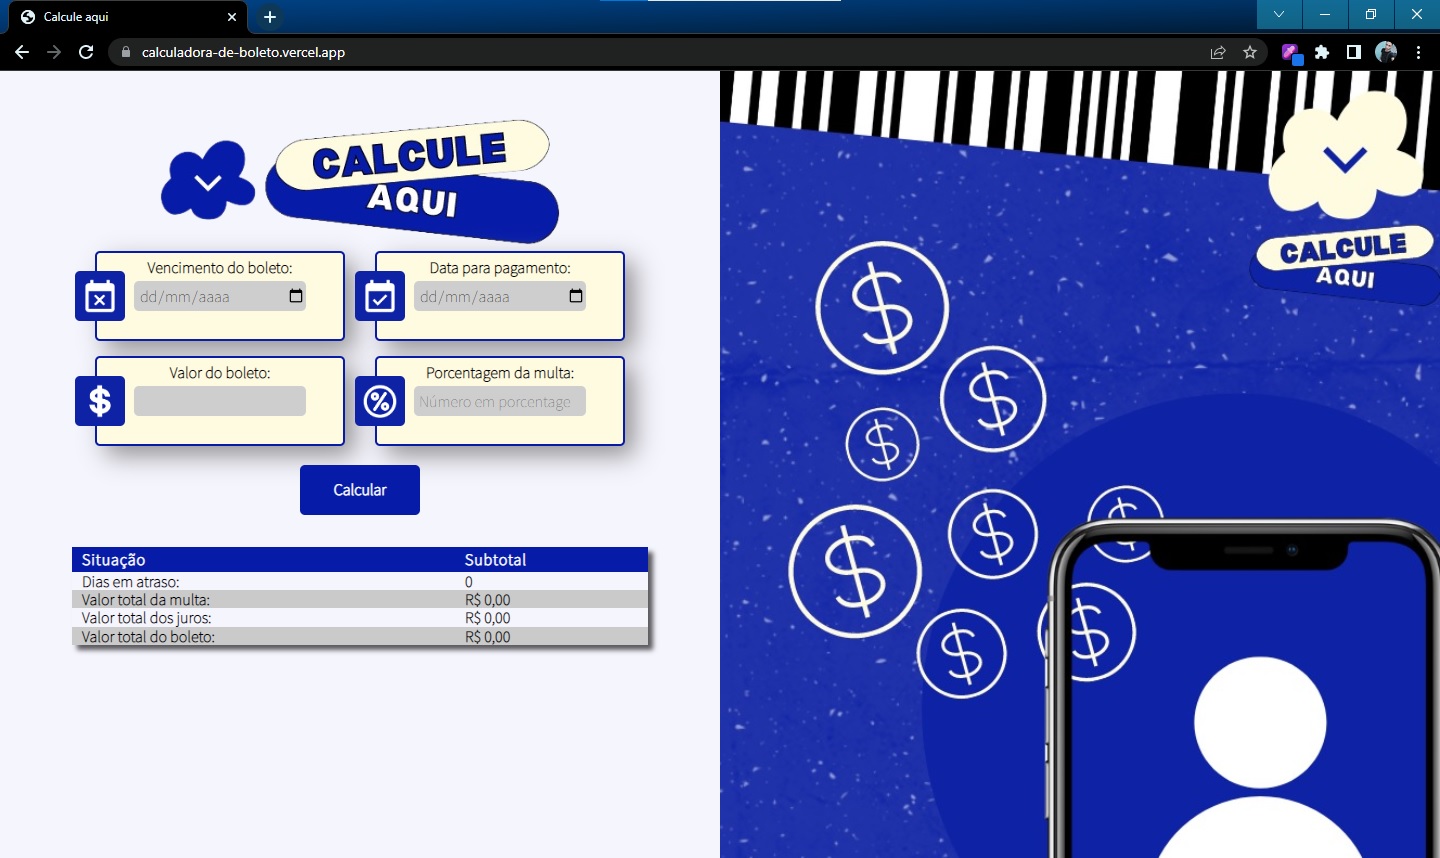 Calcule aqui
calculadora-de-boleto.vercel.app
CALCULE
AQUI
Vencimento do boleto:
dd/mm/aaaa
Data para pagamento:
dd/mm/aaaa
Valor do boleto:
Porcentagem da multa:
Número em porcentage
Calcular
Situação Subtotal
Dias em atraso: 0
Valor total da multa: R$ 0,00
Valor total dos juros: R$ 0,00
Valor total do boleto: R$ 0,00
CALCULE
AQUI